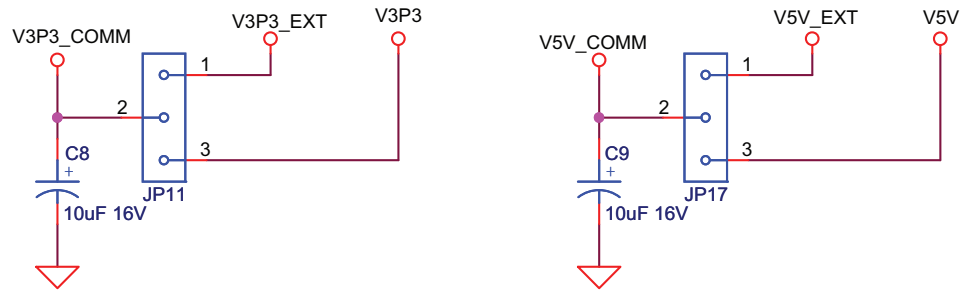 V3P3_COMM
V3P3_EXT
V3P3
1
2
3
C8
+
JP11
10uF 16V
V5V_COMM
V5V_EXT
V5V
1
2
3
C9
+
JP17
10uF 16V